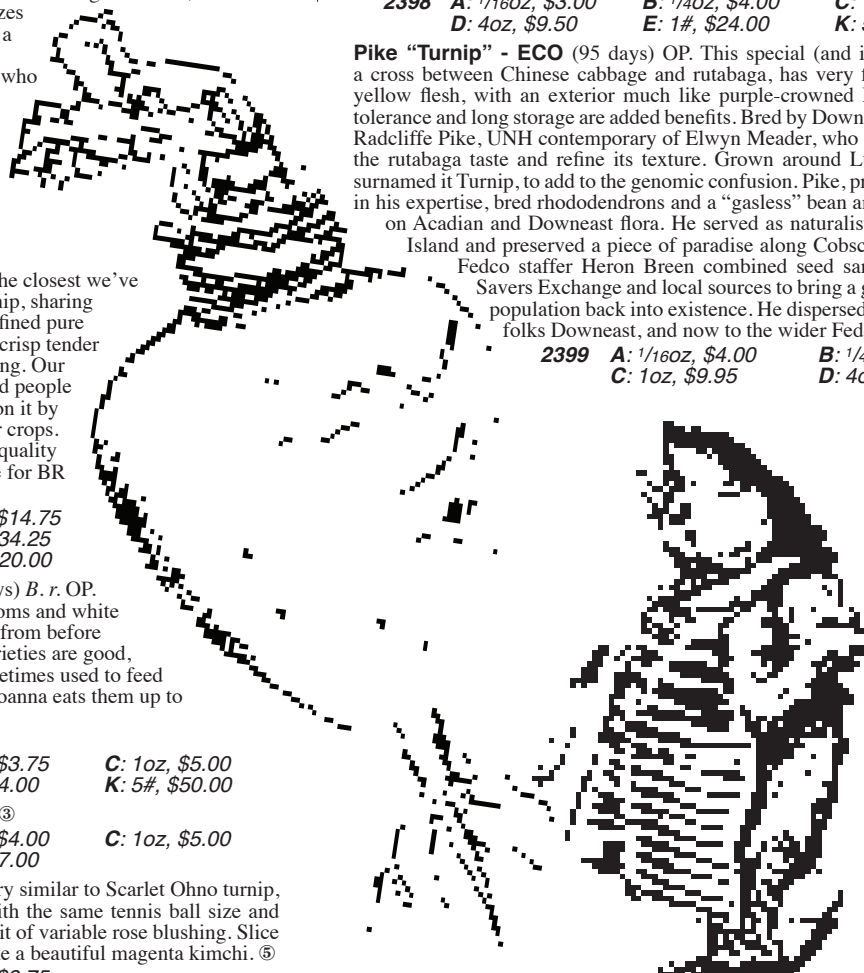 zes
a
who
he closest we've
nip, sharing
fined pure
crisp tender
ng. Our
d people
on it by
r crops.
quality
e for BR
$14.75
34.25
20.00
ys) B. r. OP.
oms and white
from before
rieties are good,
etimes used to feed
oanna eats them up to
$3.75 C: 1oz, $5.00
4.00 K: 5#, $50.00
③
$4.00 C: 1oz, $5.00
7.00
ry similar to Scarlet Ohno turnip,
ith the same tennis ball size and
it of variable rose blushing. Slice
ke a beautiful magenta kimchi. ⑤
2398 A: 1/16oz, $3.00 B: 1/4oz, $4.00 C:
D: 4oz, $9.50 E: 1#, $24.00 K:
Pike “Turnip” - ECO (95 days) OP. This special (and i
a cross between Chinese cabbage and rutabaga, has very f
yellow flesh, with an exterior much like purple-crowned
tolerance and long storage are added benefits. Bred by Down
Radcliffe Pike, UNH contemporary of Elwyn Meader, who
the rutabaga taste and refine its texture. Grown around L
surnamed it Turnip, to add to the genomic confusion. Pike, pr
in his expertise, bred rhododendrons and a “gasless” bean a
on Acadian and Downeast flora. He served as naturalis
Island and preserved a piece of paradise along Cobsc
Fedco staffer Heron Breen combined seed sa
Savers Exchange and local sources to bring a g
population back into existence. He dispersed
folks Downeast, and now to the wider Fed
2399 A: 1/16oz, $4.00 B: 1/4
C: 1oz, $9.95 D: 4o